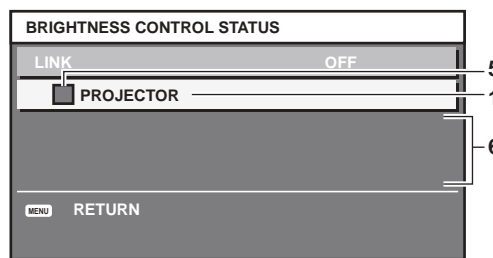 BRIGHTNESS CONTROL STATUS
LINK OFF
5
PROJECTOR 1
6
MENU RETURN